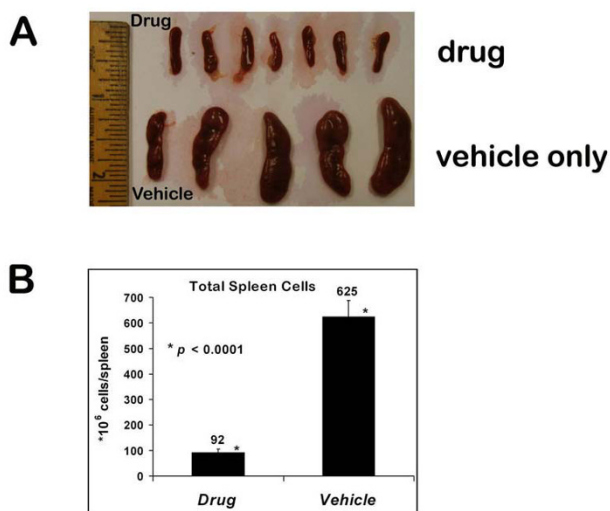 A
Drug
drug
vehicle only
Vehicle
B
Total Spleen Cells
700
600
500
400
300
200
100
0
*10⁶ cells/spleen
* p < 0.0001
92
*
625
*
Drug
Vehicle